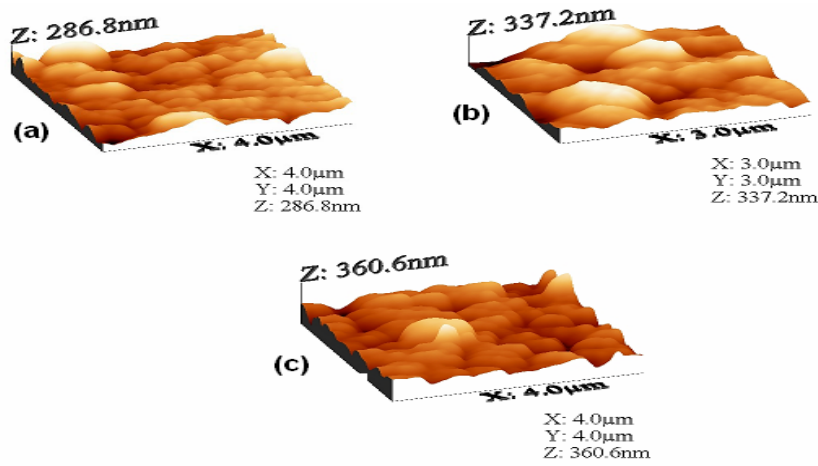 Z: 286.8nm
(a)
X: 4.0µm
X: 4.0µm
Y: 4.0µm
Z: 286.8nm
Z: 337.2nm
(b)
X: 3.0µm
X: 3.0µm
Y: 3.0µm
Z: 337.2nm
Z: 360.6nm
(c)
X: 4.0µm
X: 4.0µm
Y: 4.0µm
Z: 360.6nm